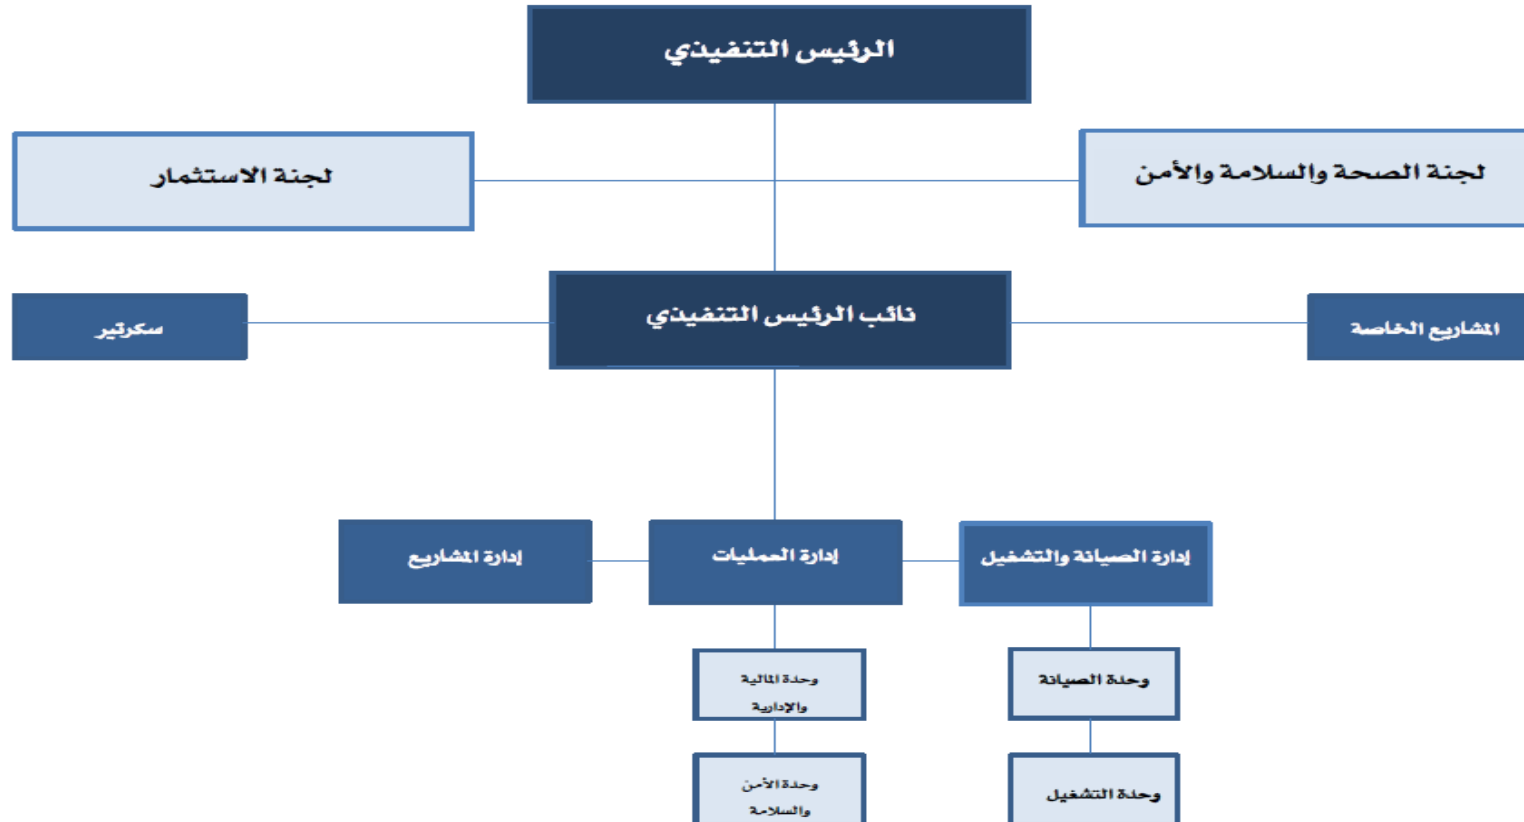 الرئيس التنفيذي
لجنة الصحة والسلامة والأمن
لجنة الاستثمار
المشاريع الخاصة
نائب الرئيس التنفيذي
سكرتير
إدارة الصيانة والتشغيل
إدارة العمليات
إدارة المشاريع
وحدة الصيانة
وحدة المالية
والإدارية
وحدة التشغيل
وحدة الأمن
والسلامة